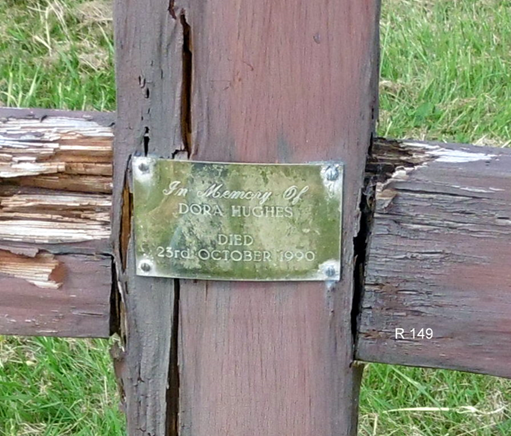 In Memory Of
DORA HUGHES
DIED
23rd OCTOBER 1990
R 149